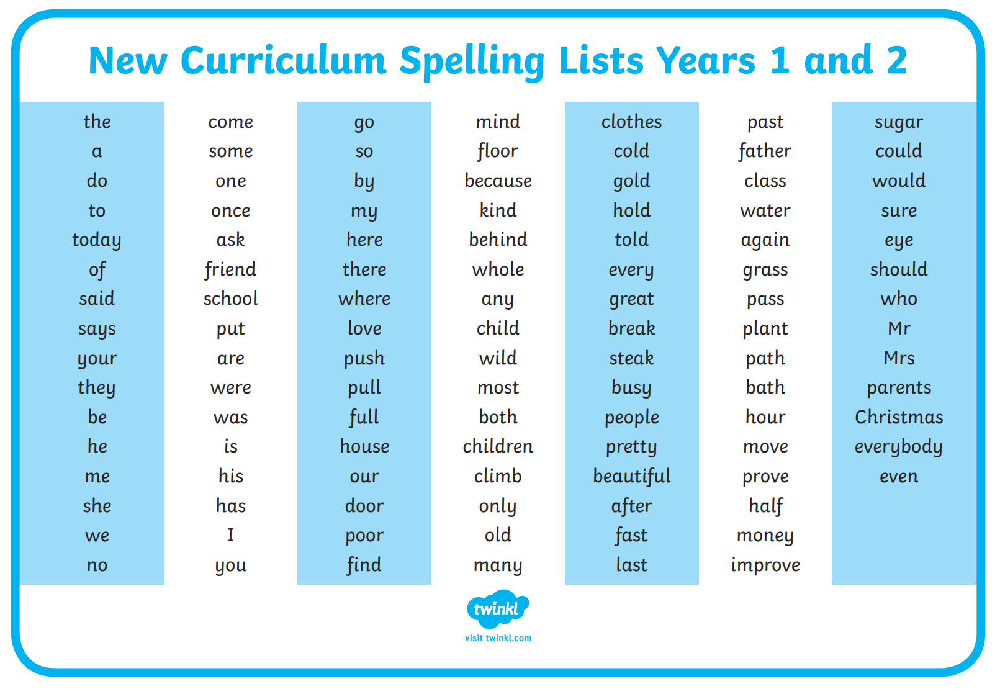 New Curriculum Spelling Lists Years 1 and 2
the come go mind clothes past sugar
a some so floor cold father could
do one by because gold class would
to once my kind hold water sure
today ask here behind told again eye
of friend there whole every grass should
said school where any great pass who
says put love child break plant Mr
your are push wild steak path Mrs
they were pull most busy bath parents
be was full both people hour Christmas
he is house children pretty move everybody
me his our climb beautiful prove even
she has door only after half
we I poor old fast money
no you find many last improve
twinkl
visit twinkl.com